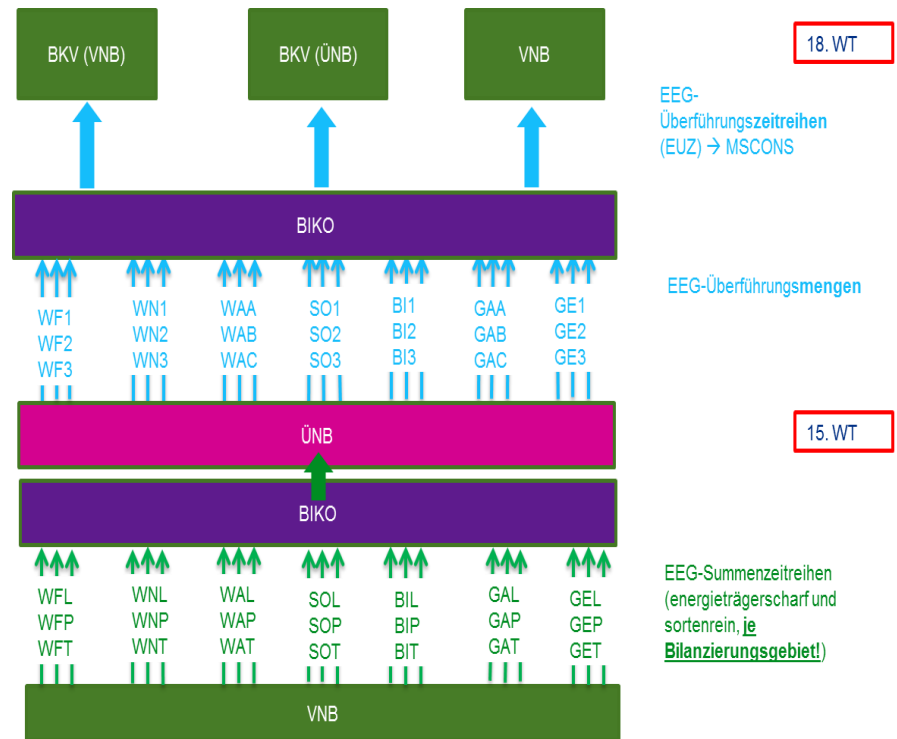 BKV (VNB)
BKV (ÜNB)
VNB
18. WT
EEG-
Überführungszeitreihen
(EUZ) → MSCONS
BIKO
WF1 WN1 WAA SO1 BI1 GAA GE1
WF2 WN2 WAB SO2 BI2 GAB GE2
WF3 WN3 WAC SO3 BI3 GAC GE3
EEG-Überführungsmengen
ÜNB
15. WT
BIKO
WFL WNL WAL SOL BIL GAL GEL
WFP WNP WAP SOP BIP GAP GEP
WFT WNT WAT SOT BIT GAT GET
EEG-Summenzeitreihen
(energieträgerscharf und
sortenrein, je
Bilanzierungsgebiet!)
VNB